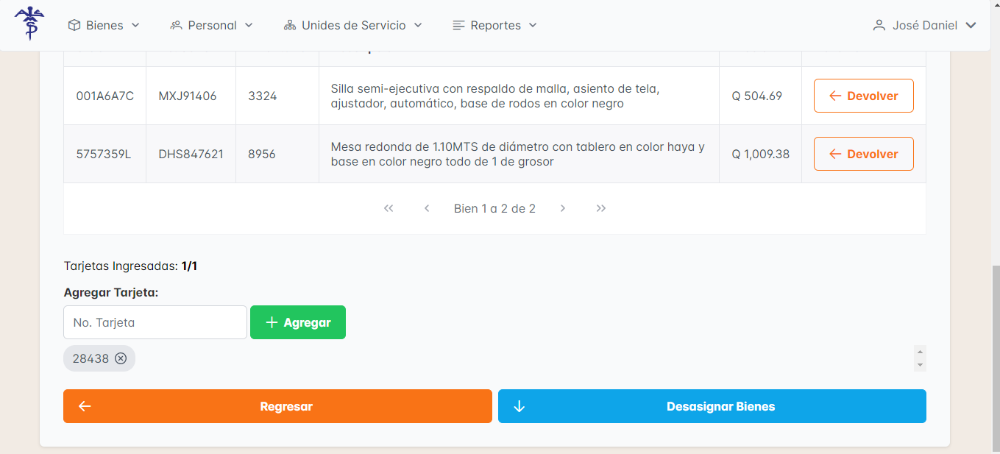 Bienes Personal Unides de Servicio Reportes José Daniel
001A6A7C MXJ91406 3324 Silla semi-ejecutiva con respaldo de malla, asiento de tela, Q 504.69 Devolver
ajustador, automático, base de rodos en color negro
5757359L DHS847621 8956 Mesa redonda de 1.10MTS de diámetro con tablero en color haya y Q 1,009.38 Devolver
base en color negro todo de 1 de grosor
Bien 1 a 2 de 2
Tarjetas Ingresadas: 1/1
Agregar Tarjeta:
No. Tarjeta Agregar
28438
Regresar Desasignar Bienes